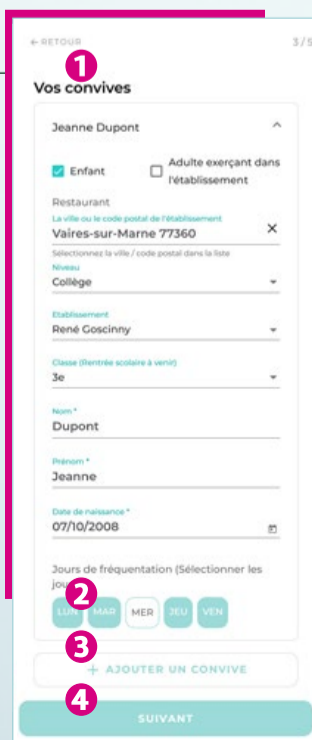 ← RETOUR
3/5
1
Vos convives
Jeanne Dupont
Enfant
Adulte exerçant dans
l'établissement
Restaurant
La ville ou le code postal de l'établissement
Vaires-sur-Marne 77360
Sélectionnez la ville / code postal dans la liste
Niveau
Collège
Etablissement
René Goscinny
Classe (Rentrée scolaire à venir)
3e
Nom *
Dupont
Prénom *
Jeanne
Date de naissance *
07/10/2008
Jours de fréquentation (Sélectionner les
2
LUN MAR MER JEU VEN
3
+ AJOUTER UN CONVIVE
4
SUIVANT